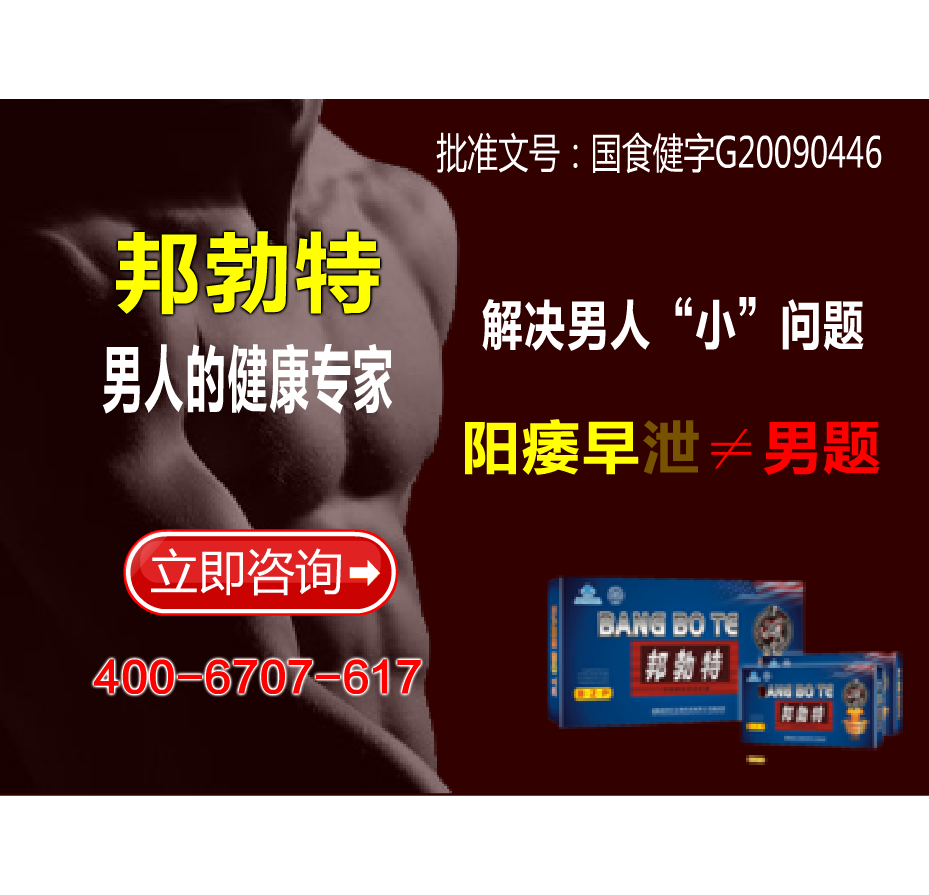 批准文号：国食健字G20090446
邦勃特
男人的健康专家
解决男人“小”问题
阳痿早泄≠男题
立即咨询
400-6707-617
BANG BO TE
邦勃特
BANG BO TE
邦勃特